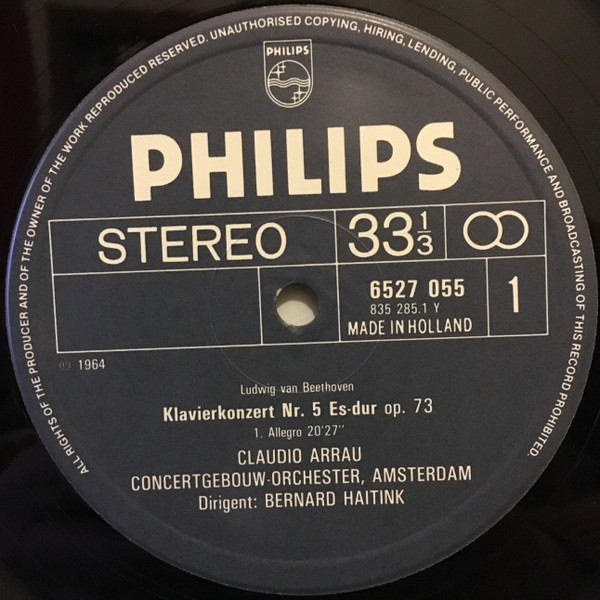 ALL RIGHTS OF THE PRODUCER AND OF THE OWNER OF THE WORK REPRODUCED RESERVED. UNAUTHORISED COPYING, HIRING, LENDING, PUBLIC PERFORMANCE AND BROADCASTING OF THIS RECORD PROHIBITED.
PHILIPS
PHILIPS
STEREO 33 1/3
6527 055 1
835 285.1 Y
MADE IN HOLLAND
℗ 1964
Ludwig van Beethoven
Klavierkonzert Nr. 5 Es-dur op. 73
1. Allegro 20'27''
CLAUDIO ARRAU
CONCERTGEBOUW-ORCHESTER, AMSTERDAM
Dirigent: BERNARD HAITINK